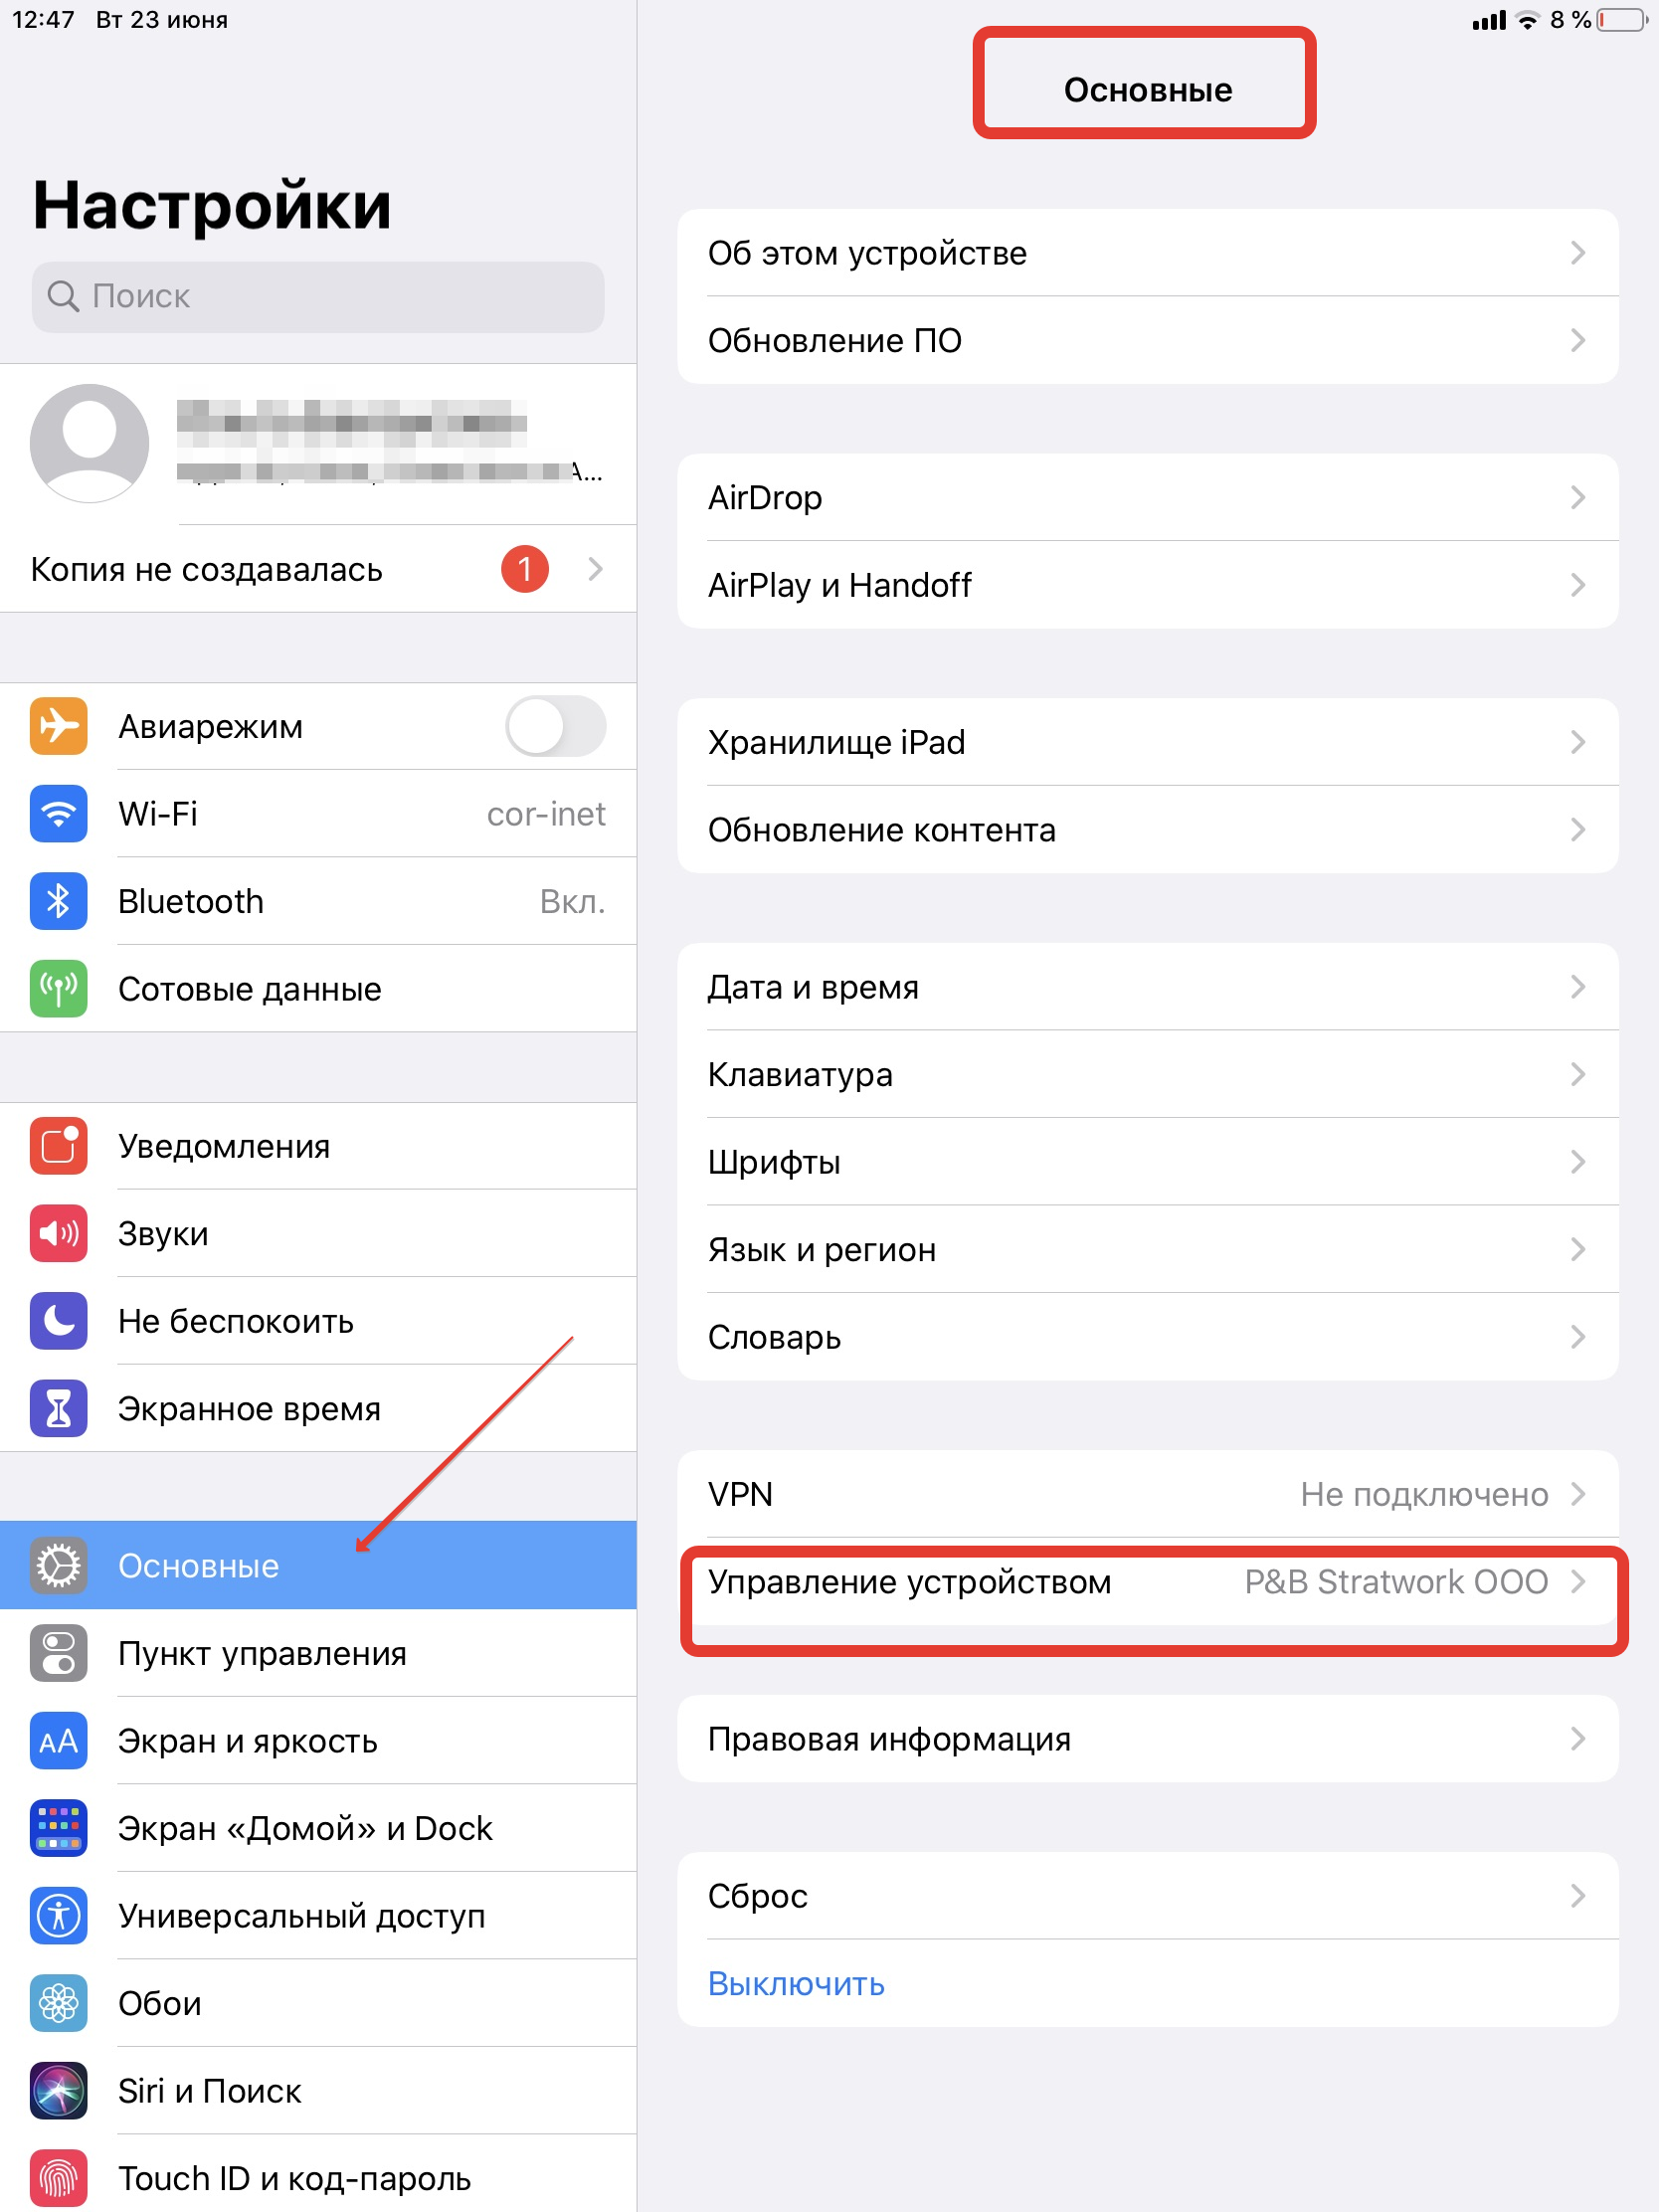 12:47 Вт 23 июня
8 %
Настройки
Поиск
А...
Копия не создавалась 1
Авиарежим
Wi-Fi cor-inet
Bluetooth Вкл.
Сотовые данные
Уведомления
Звуки
Не беспокоить
Экранное время
Основные
Пункт управления
AA Экран и яркость
Экран «Домой» и Dock
Универсальный доступ
Обои
Siri и Поиск
Touch ID и код-пароль
Основные
Об этом устройстве
Обновление ПО
AirDrop
AirPlay и Handoff
Хранилище iPad
Обновление контента
Дата и время
Клавиатура
Шрифты
Язык и регион
Словарь
VPN Не подключено
Управление устройством P&B Stratwork OOO
Правовая информация
Сброс
Выключить